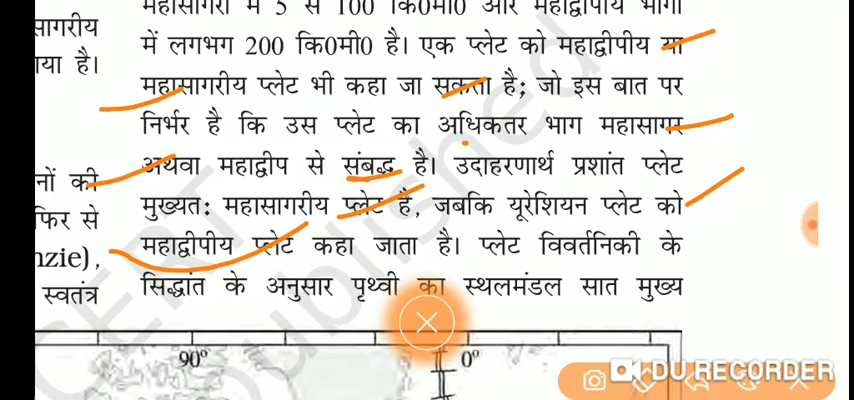 सागरीय
या है।
नों की
फिर से
nzie),
स्वतंत्र
महासागरों में 5 से 100 कि0मी0 और महाद्वीपीय भागों
में लगभग 200 कि0मी0 है। एक प्लेट को महाद्वीपीय या
महासागरीय प्लेट भी कहा जा सकता है; जो इस बात पर
निर्भर है कि उस प्लेट का अधिकतर भाग महासागर
अथवा महाद्वीप से संबद्ध है। उदाहरणार्थ प्रशांत प्लेट
मुख्यत: महासागरीय प्लेट है, जबकि यूरेशियन प्लेट को
महाद्वीपीय प्लेट कहा जाता है। प्लेट विवर्तनिकी के
सिद्धांत के अनुसार पृथ्वी का स्थलमंडल सात मुख्य
90º
0º
DU RECORDER